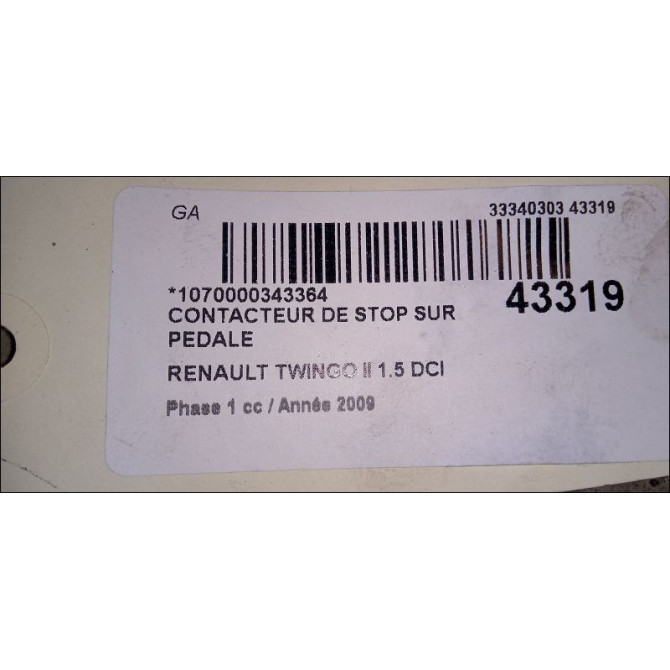 GA
33340303 43319
*1070000343364
43319
CONTACTEUR DE STOP SUR
PEDALE
RENAULT TWINGO II 1.5 DCI
Phase 1 cc / Année 2009